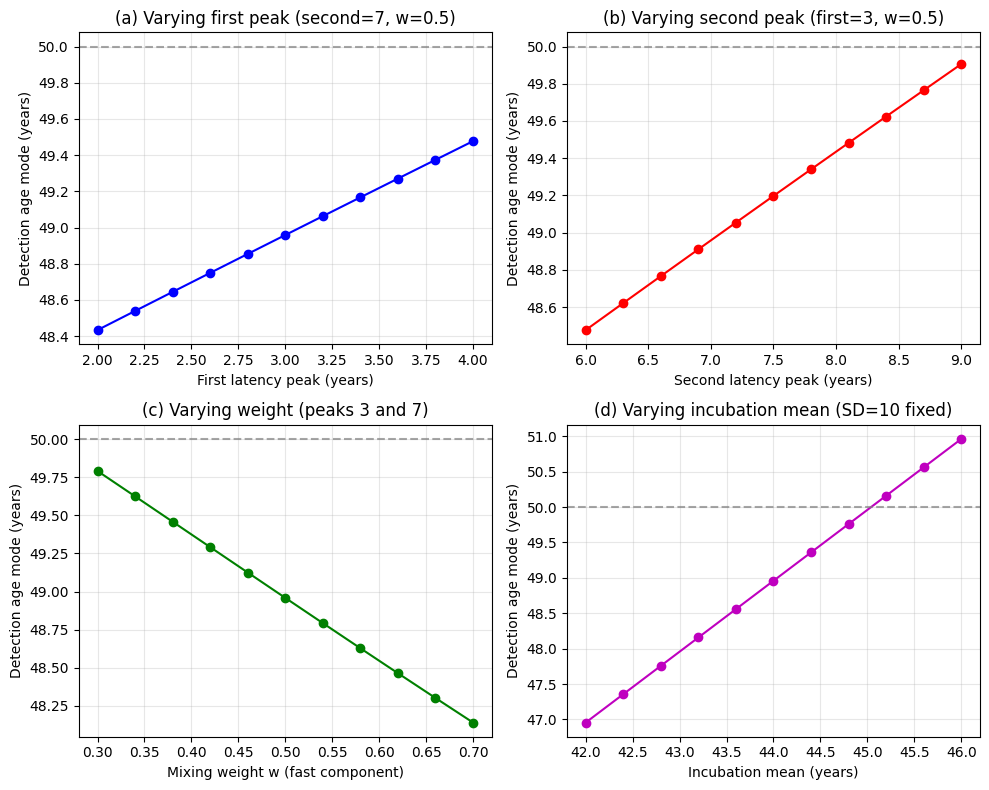 (a) Varying first peak (second=7, w=0.5)
50.0
49.8
49.6
49.4
49.2
49.0
48.8
48.6
48.4
Detection age mode (years)
2.00 2.25 2.50 2.75 3.00 3.25 3.50 3.75 4.00
First latency peak (years)
(b) Varying second peak (first=3, w=0.5)
50.0
49.8
49.6
49.4
49.2
49.0
48.8
48.6
Detection age mode (years)
6.0 6.5 7.0 7.5 8.0 8.5 9.0
Second latency peak (years)
(c) Varying weight (peaks 3 and 7)
50.00
49.75
49.50
49.25
49.00
48.75
48.50
48.25
Detection age mode (years)
0.30 0.35 0.40 0.45 0.50 0.55 0.60 0.65 0.70
Mixing weight w (fast component)
(d) Varying incubation mean (SD=10 fixed)
51.0
50.5
50.0
49.5
49.0
48.5
48.0
47.5
47.0
Detection age mode (years)
42.0 42.5 43.0 43.5 44.0 44.5 45.0 45.5 46.0
Incubation mean (years)